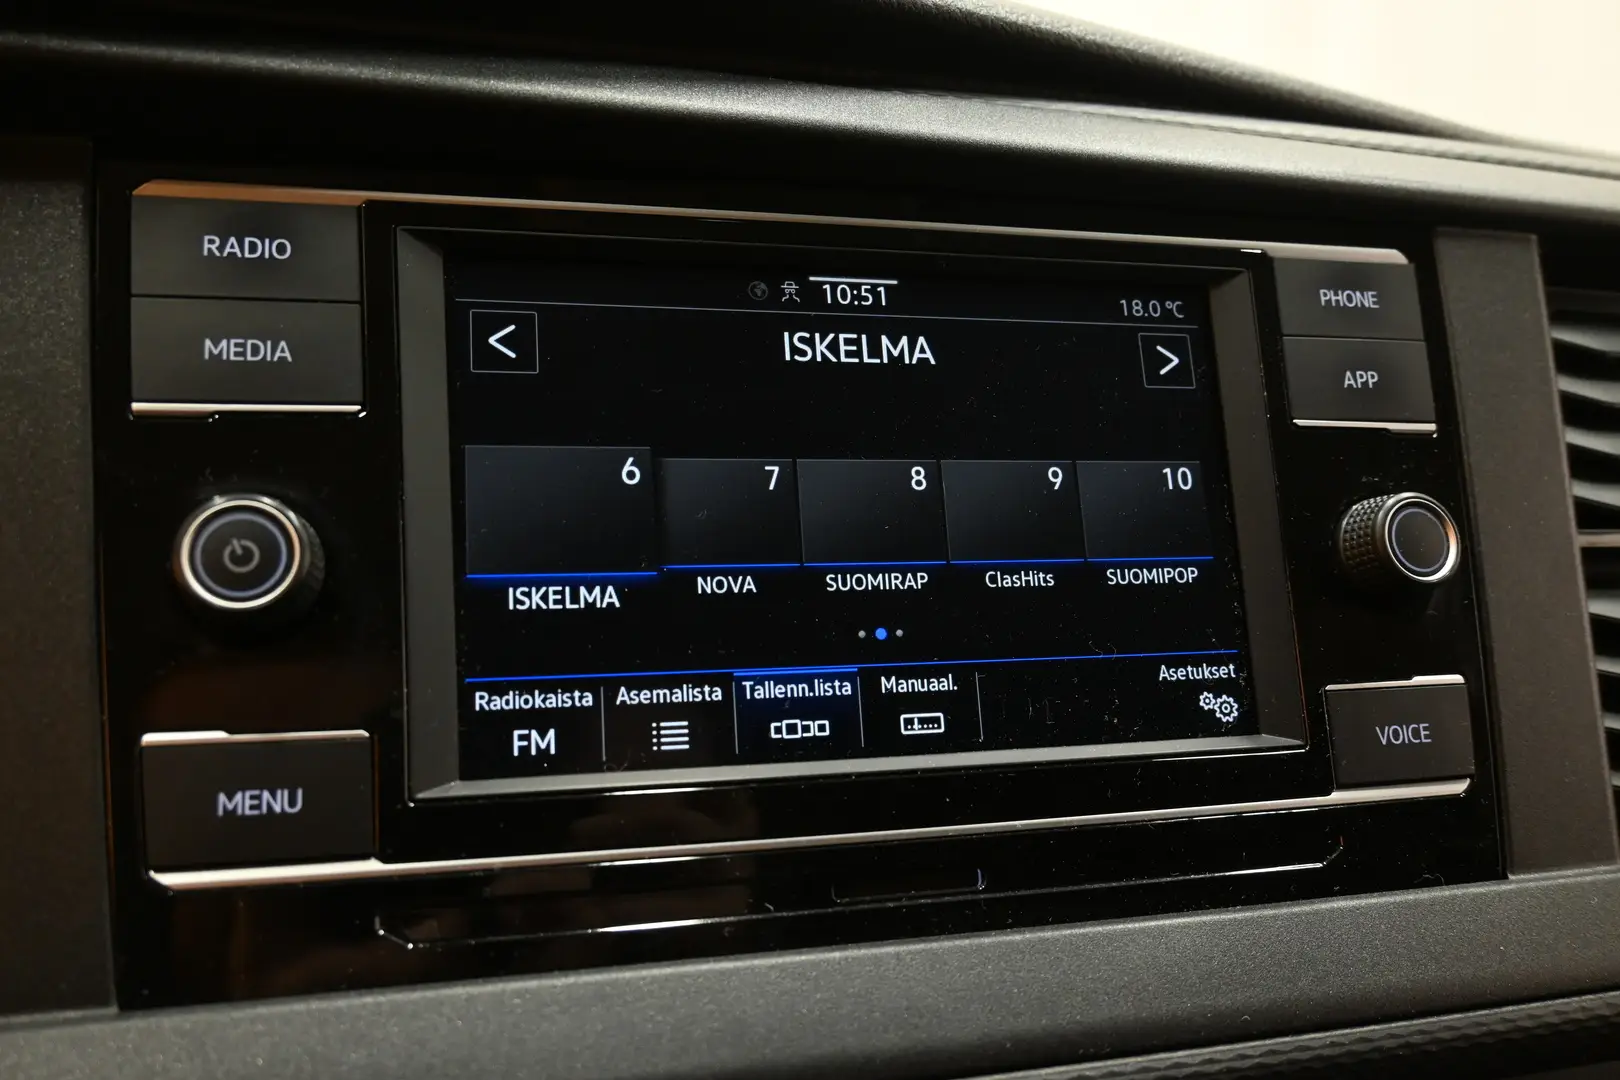 RADIO
MEDIA
MENU
10:51
18.0 °C
<
ISKELMA
>
6
7
8
9
10
ISKELMA
NOVA
SUOMIRAP
ClasHits
SUOMIPOP
Radiokaista
FM
Asemalista
Tallenn.lista
Manuaal.
Asetukset
PHONE
APP
VOICE